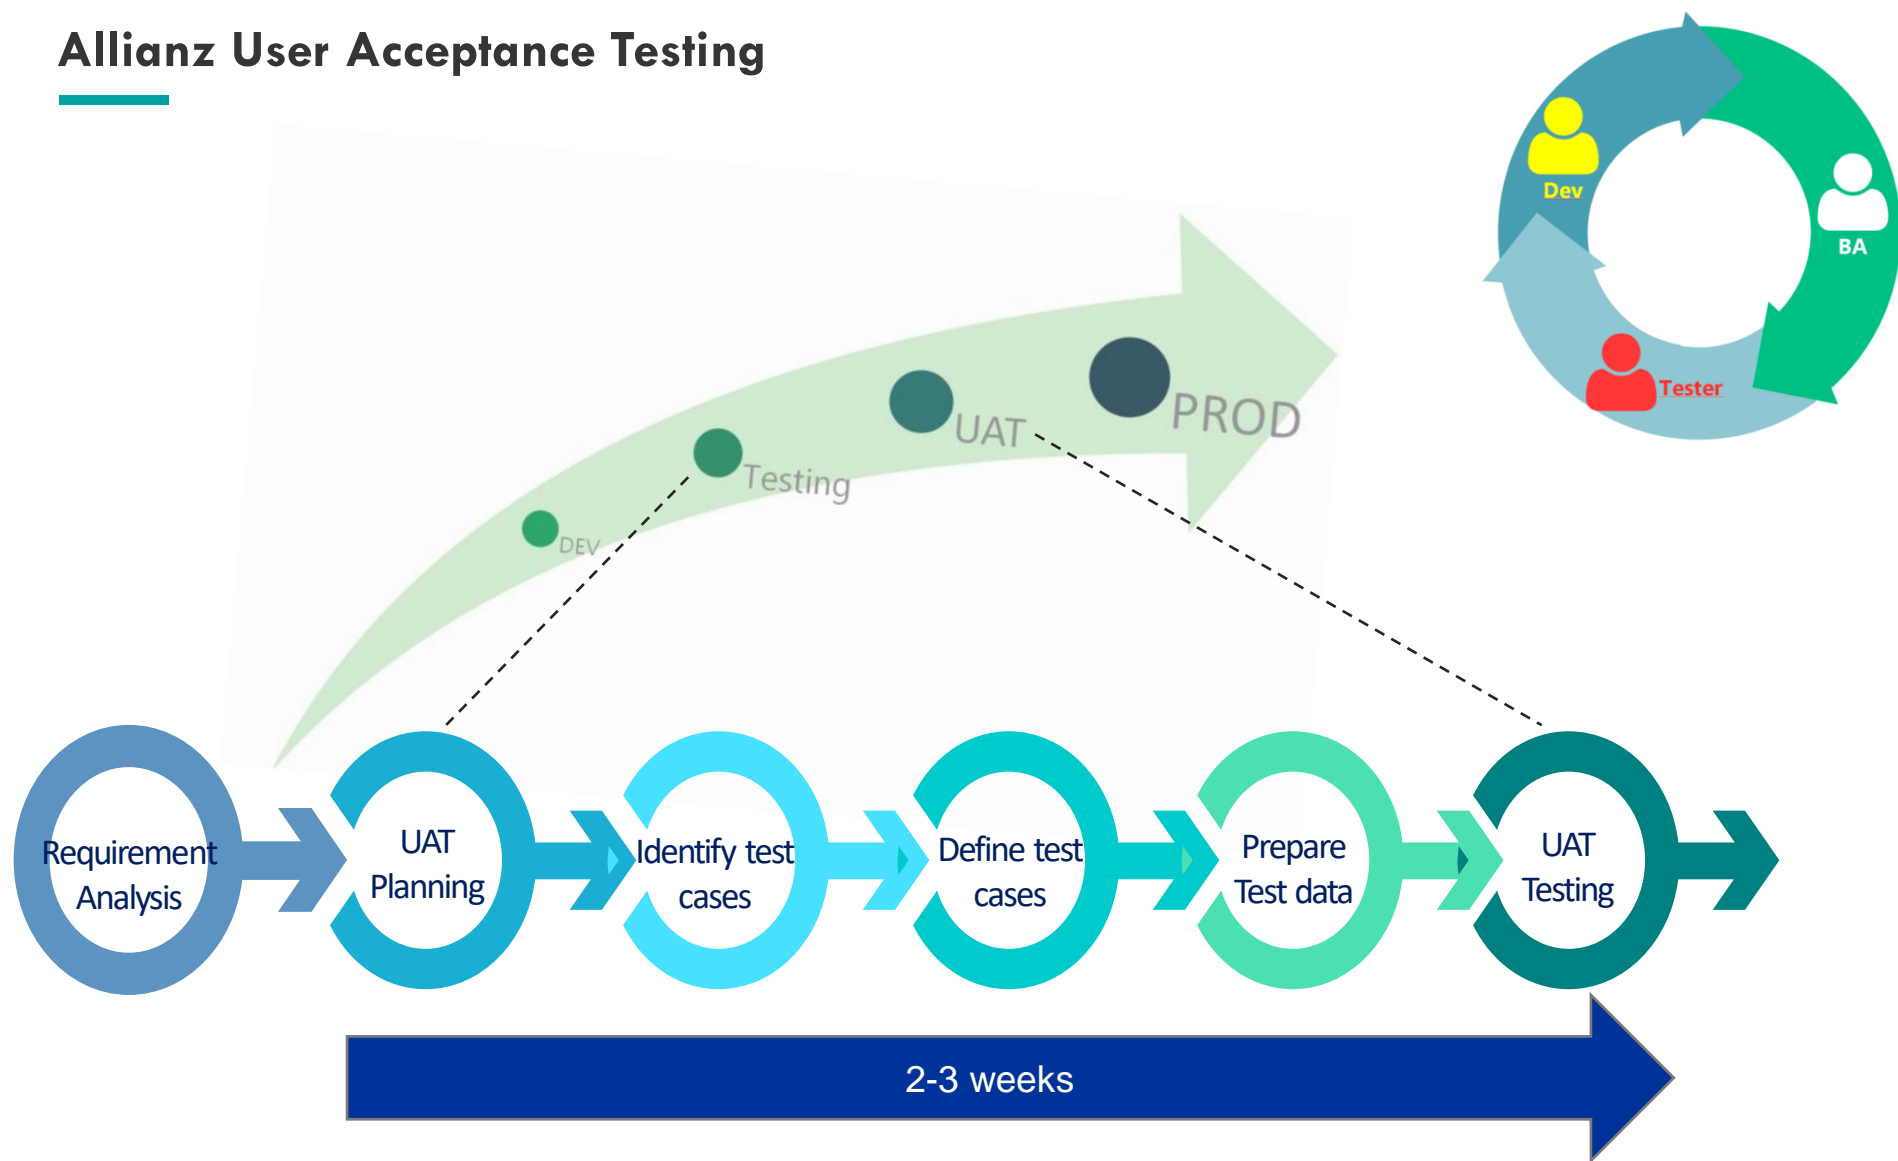 Allianz User Acceptance Testing
Dev
BA
Tester
PROD
UAT
Testing
DEV
Requirement
Analysis
UAT
Planning
Identify test
cases
Define test
cases
Prepare
Test data
UAT
Testing
2-3 weeks